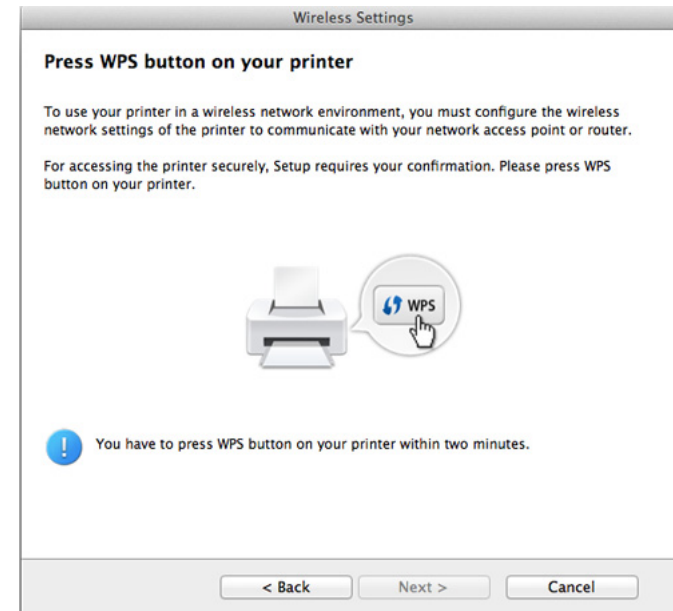 Wireless Settings
Press WPS button on your printer
To use your printer in a wireless network environment, you must configure the wireless
network settings of the printer to communicate with your network access point or router.
For accessing the printer securely, Setup requires your confirmation. Please press WPS
button on your printer.
WPS
You have to press WPS button on your printer within two minutes.
< Back
Next >
Cancel